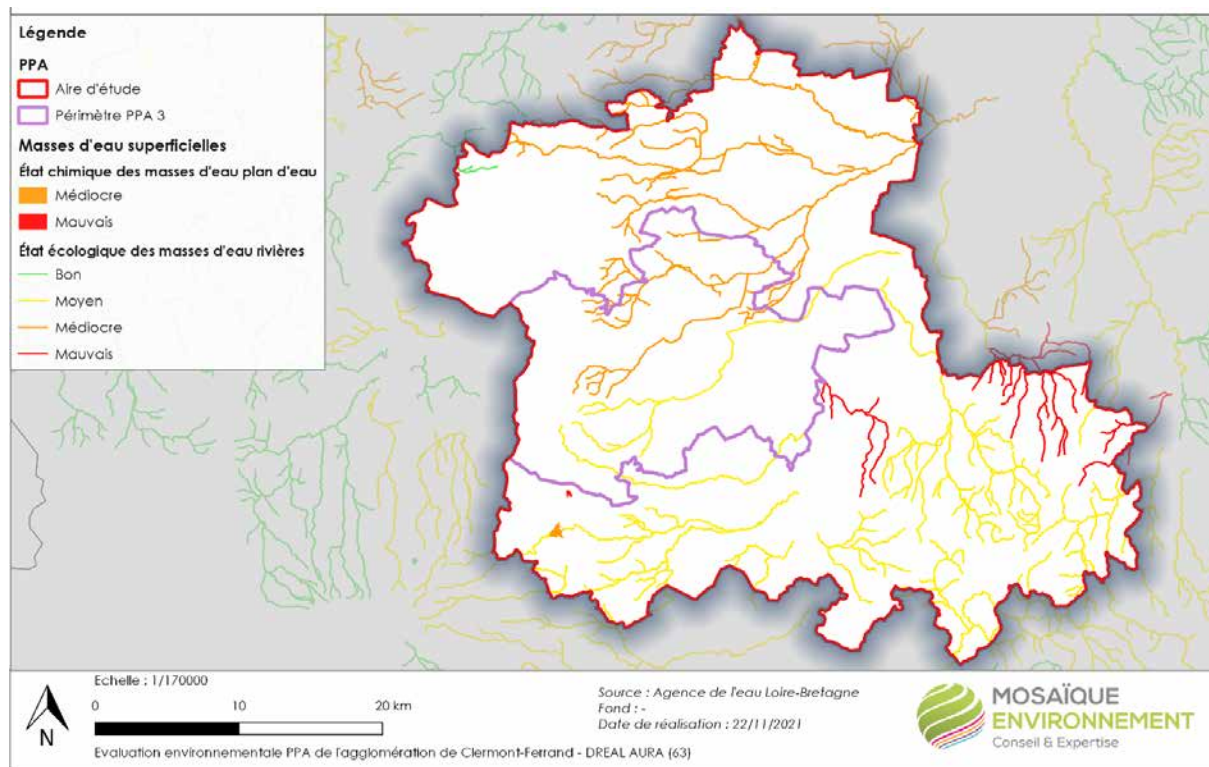 Légende
PPA
Aire d'étude
Périmètre PPA 3
Masses d'eau superficielles
État chimique des masses d'eau plan d'eau
Médiocre
Mauvais
État écologique des masses d'eau rivières
Bon
Moyen
Médiocre
Mauvais
N
Echelle : 1/170000
0 10 20 km
Source : Agence de l'eau Loire-Bretagne
Fond : -
Date de réalisation : 22/11/2021
Evaluation environnementale PPA de l'agglomération de Clermont-Ferrand - DREAL AURA (63)
MOSAÏQUE
ENVIRONNEMENT
Conseil & Expertise